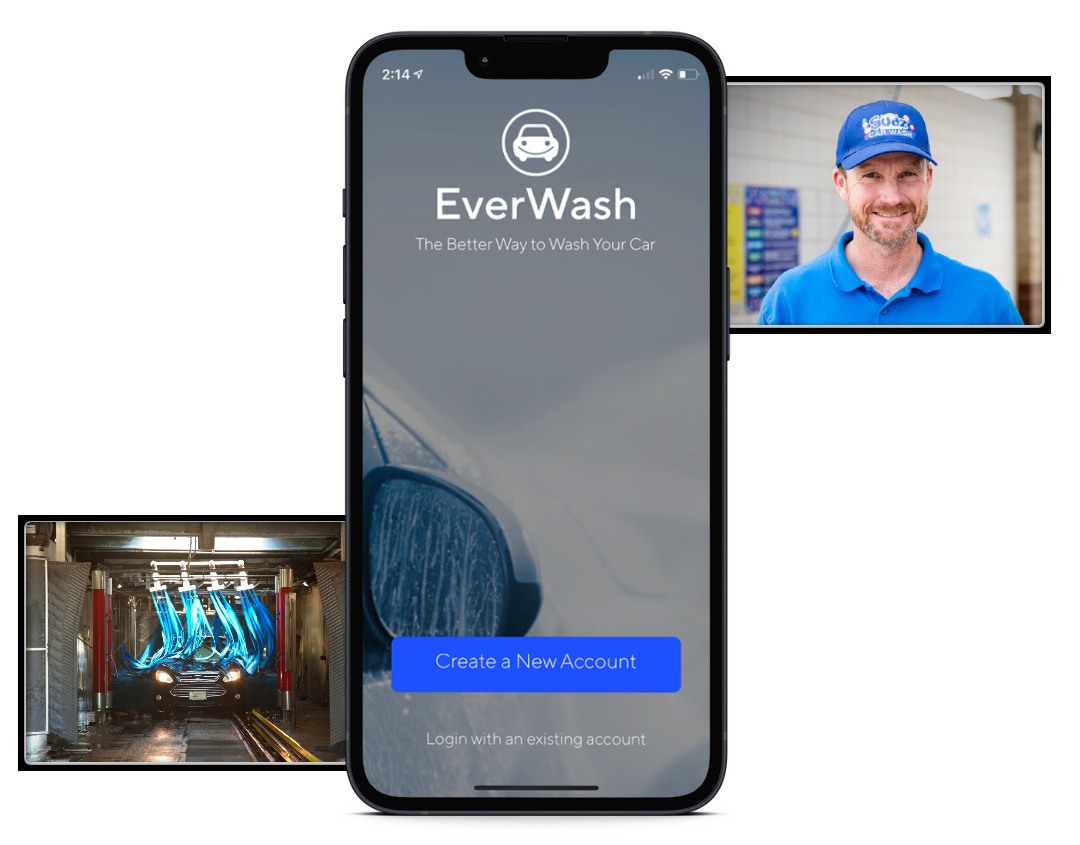 2:14
EverWash
The Better Way to Wash Your Car
Create a New Account
Login with an existing account
Sudz
CAR WASH